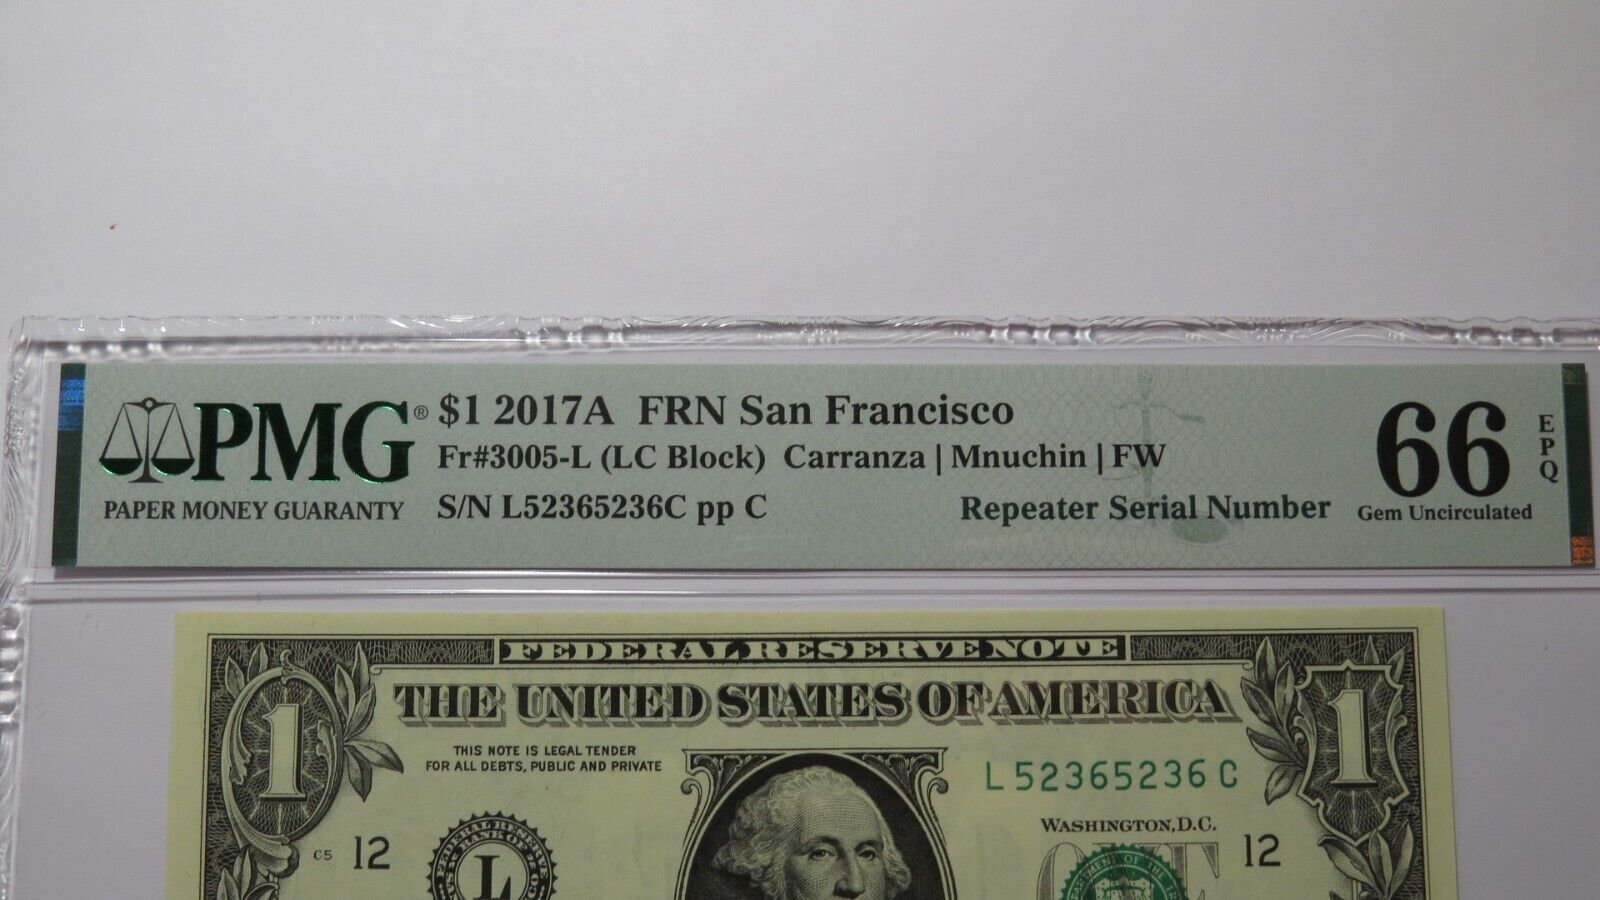 PMG®
PAPER MONEY GUARANTY
$1 2017A FRN San Francisco
Fr#3005-L (LC Block) Carranza | Mnuchin | FW
S/N L52365236C pp C
Repeater Serial Number
66
EPQ
Gem Uncirculated
FEDERAL RESERVE NOTE
THE UNITED STATES OF AMERICA
1
1
THIS NOTE IS LEGAL TENDER
FOR ALL DEBTS, PUBLIC AND PRIVATE
L 52365236 C
WASHINGTON, D.C.
C5 12
12
L